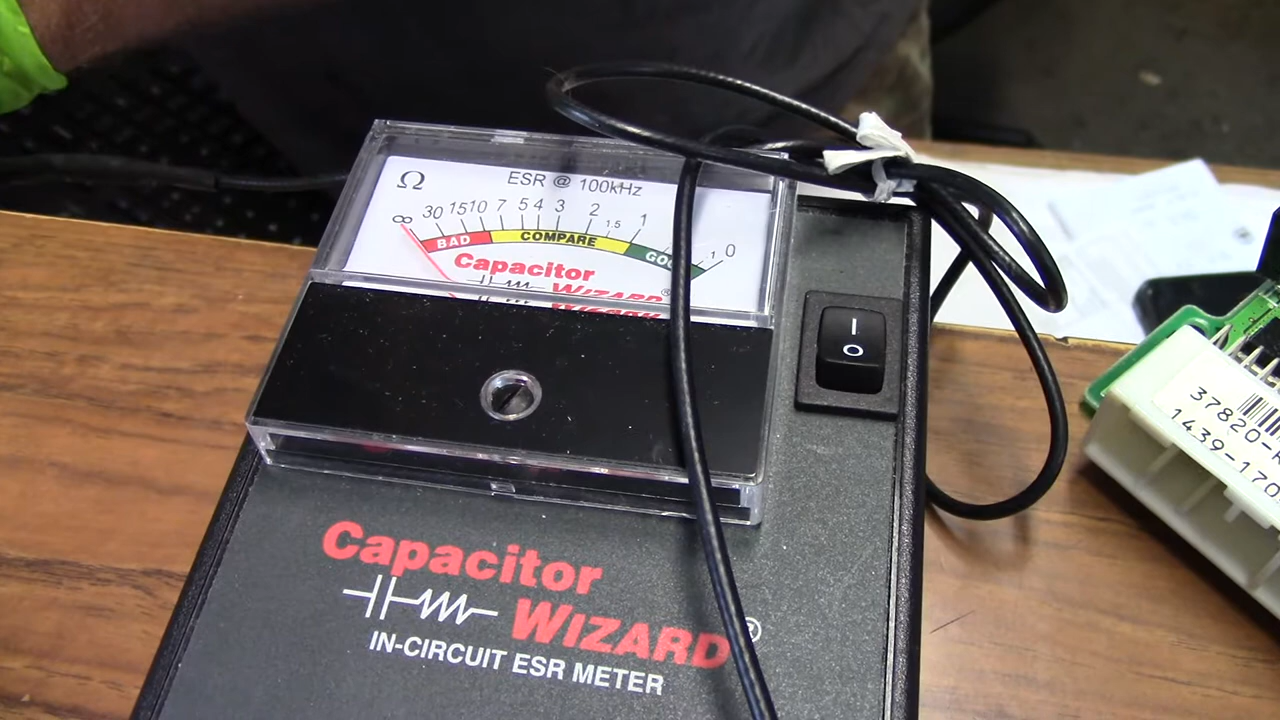 Ω ESR @ 100kHz
∞ 30 15 10 7 5 4 3 2 1.5 1 .1 0
BAD COMPARE
Capacitor
WIZARD®
I
O
37820-
1439-170
Capacitor
WIZARD®
IN-CIRCUIT ESR METER